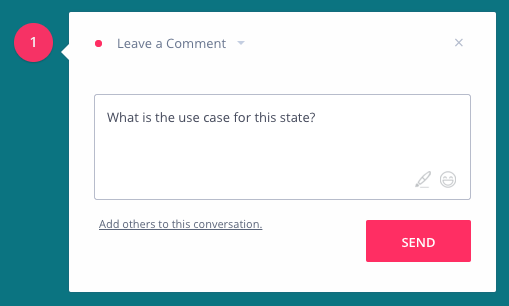 1
Leave a Comment
What is the use case for this state?
Add others to this conversation.
SEND